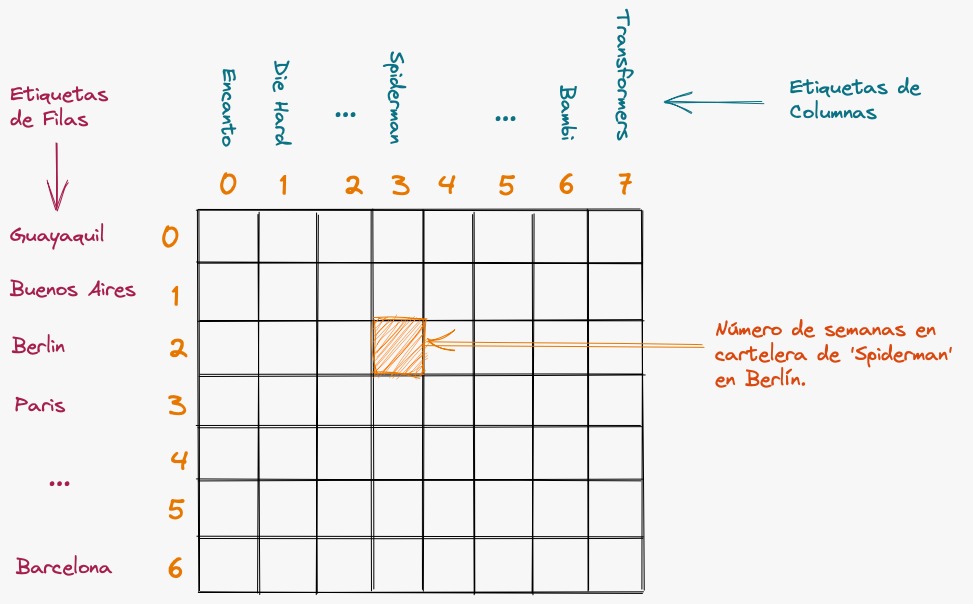 Etiquetas
de Filas
Encanto
Die Hard
...
Spiderman
...
Bambi
Transformers
Etiquetas de
Columnas
0 1 2 3 4 5 6 7
Guayaquil 0
Buenos Aires 1
Berlin 2
Número de semanas en
cartelera de 'Spiderman'
en Berlín.
Paris 3
4
...
5
Barcelona 6